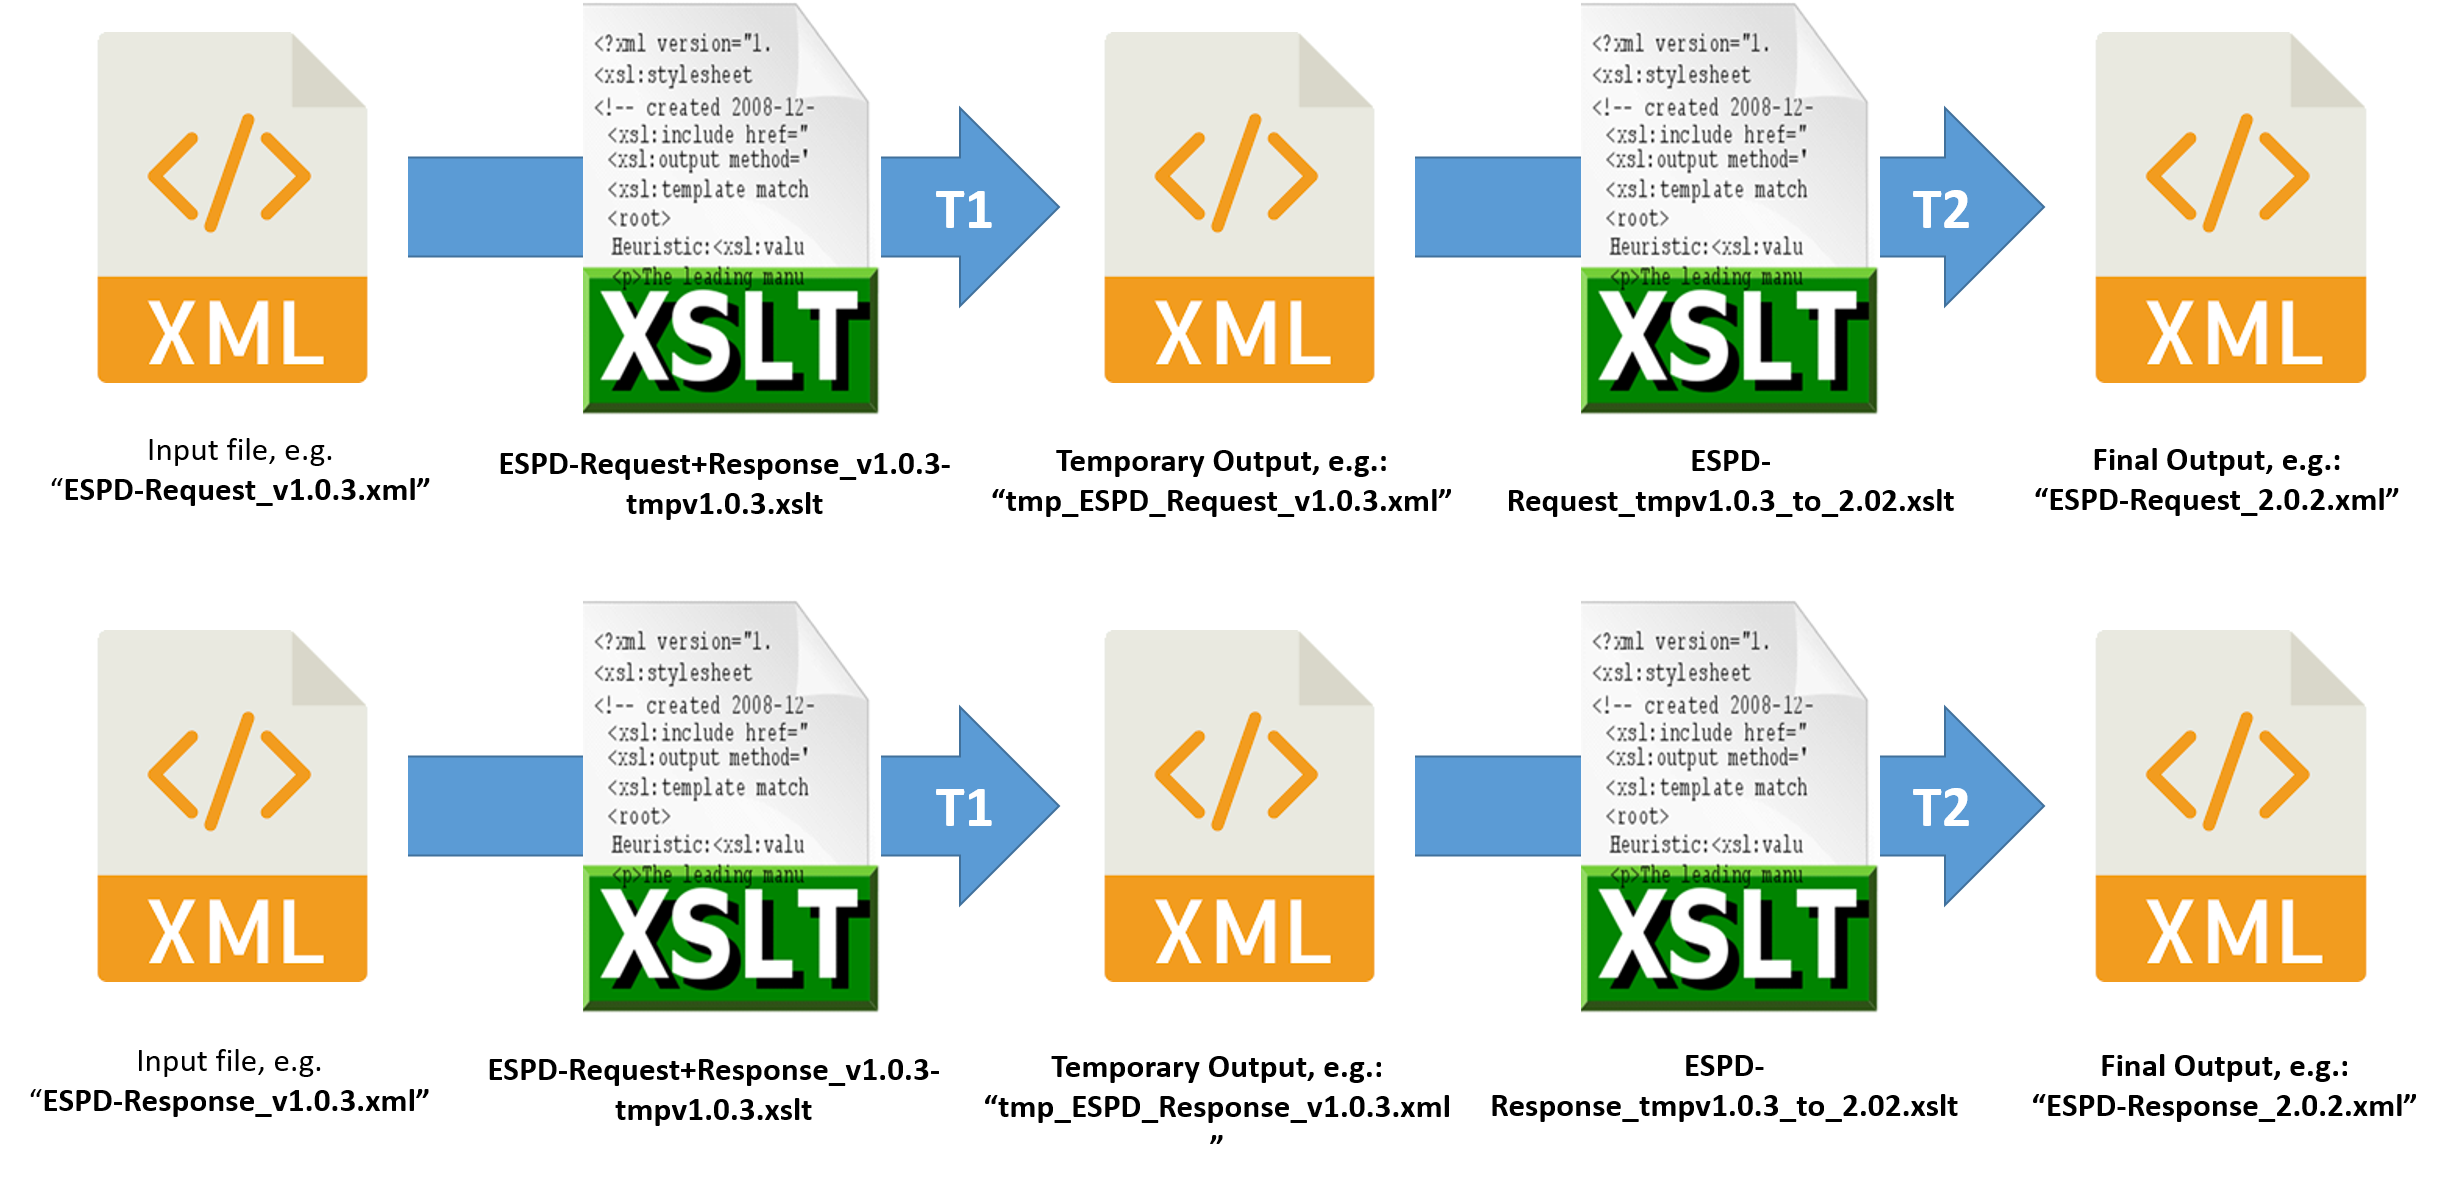 <?xml version="1.
<xsl:stylesheet
<!-- created 2008-12-
<xsl:include href="
<xsl:output method='
<xsl:template match
<root>
Heuristic:<xsl:valu
<p>The leading manu
XML
XSLT
T1
XML
<?xml version="1.
<xsl:stylesheet
<!-- created 2008-12-
<xsl:include href="
<xsl:output method='
<xsl:template match
<root>
Heuristic:<xsl:valu
<p>The leading manu
XSLT
T2
XML
Input file, e.g.
“ESPD-Request_v1.0.3.xml”
ESPD-Request+Response_v1.0.3-
tmpv1.0.3.xslt
Temporary Output, e.g.:
“tmp_ESPD_Request_v1.0.3.xml”
ESPD-
Request_tmpv1.0.3_to_2.02.xslt
Final Output, e.g.:
“ESPD-Request_2.0.2.xml”
<?xml version="1.
<xsl:stylesheet
<!-- created 2008-12-
<xsl:include href="
<xsl:output method='
<xsl:template match
<root>
Heuristic:<xsl:valu
<p>The leading manu
XML
XSLT
T1
XML
<?xml version="1.
<xsl:stylesheet
<!-- created 2008-12-
<xsl:include href="
<xsl:output method='
<xsl:template match
<root>
Heuristic:<xsl:valu
<p>The leading manu
XSLT
T2
XML
Input file, e.g.
“ESPD-Response_v1.0.3.xml”
ESPD-Request+Response_v1.0.3-
tmpv1.0.3.xslt
Temporary Output, e.g.:
“tmp_ESPD_Response_v1.0.3.xml
”
ESPD-
Response_tmpv1.0.3_to_2.02.xslt
Final Output, e.g.:
“ESPD-Response_2.0.2.xml”